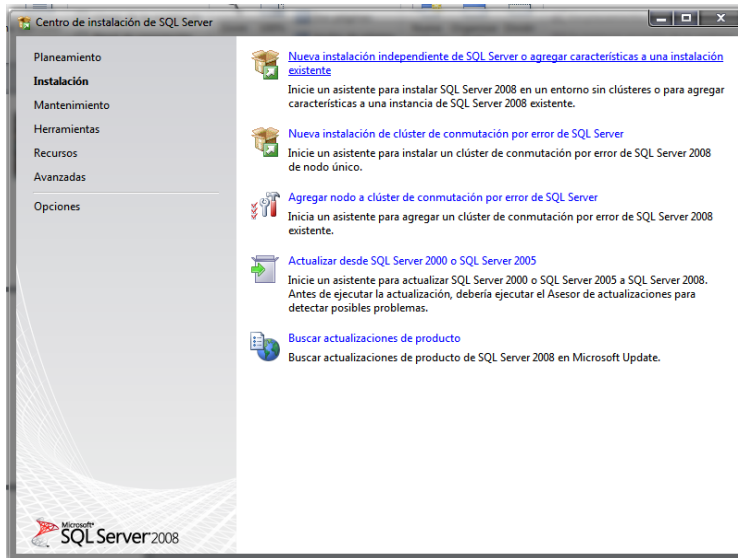 Centro de instalación de SQL Server
Planeamiento
Instalación
Mantenimiento
Herramientas
Recursos
Avanzadas
Opciones
Nueva instalación independiente de SQL Server o agregar características a una instalación
existente
Inicie un asistente para instalar SQL Server 2008 en un entorno sin clústeres o para agregar
características a una instancia de SQL Server 2008 existente.
Nueva instalación de clúster de conmutación por error de SQL Server
Inicie un asistente para instalar un clúster de conmutación por error de SQL Server 2008
de nodo único.
Agregar nodo a clúster de conmutación por error de SQL Server
Inicia un asistente para agregar un clúster de conmutación por error de SQL Server 2008
existente.
Actualizar desde SQL Server 2000 o SQL Server 2005
Inicie un asistente para actualizar SQL Server 2000 o SQL Server 2005 a SQL Server 2008.
Antes de ejecutar la actualización, debería ejecutar el Asesor de actualizaciones para
detectar posibles problemas.
Buscar actualizaciones de producto
Buscar actualizaciones de producto de SQL Server 2008 en Microsoft Update.
Microsoft
SQL Server 2008